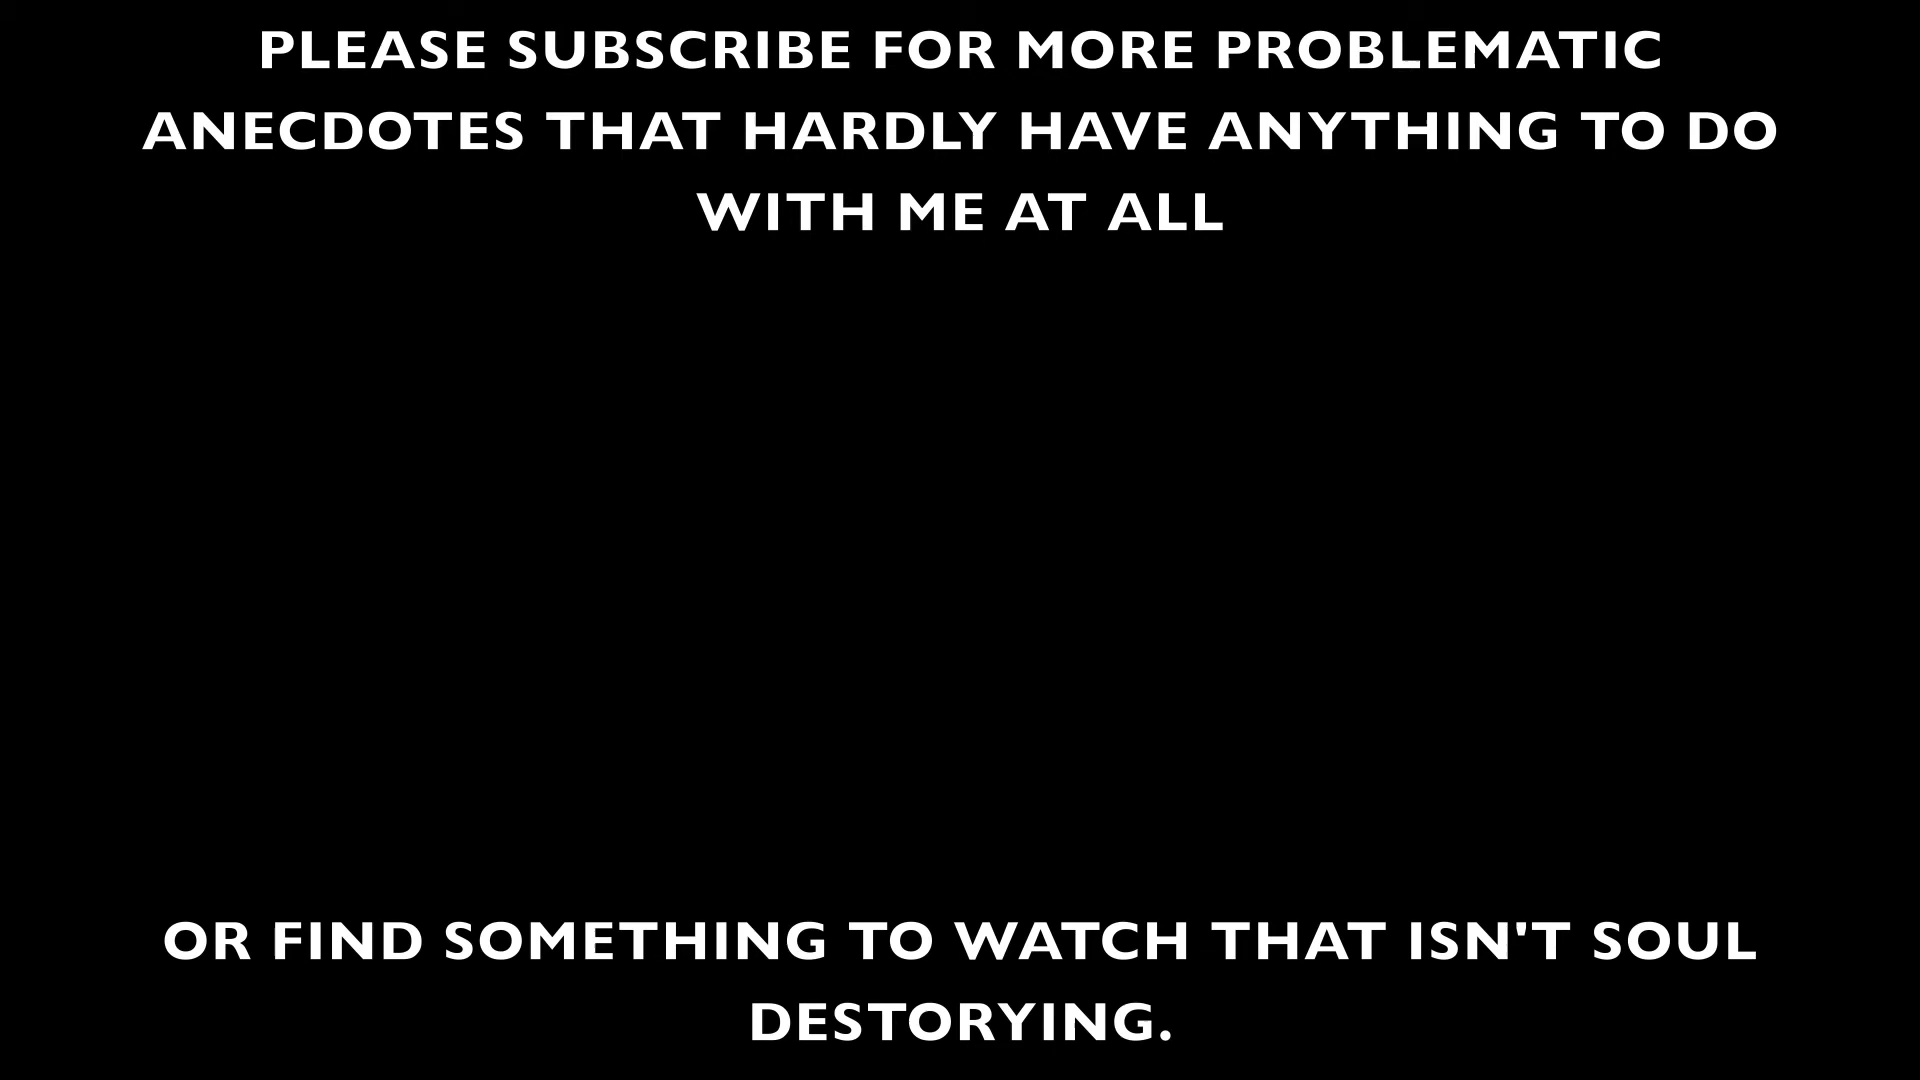 PLEASE SUBSCRIBE FOR MORE PROBLEMATIC
ANECDOTES THAT HARDLY HAVE ANYTHING TO DO
WITH ME AT ALL
OR FIND SOMETHING TO WATCH THAT ISN'T SOUL
DESTORYING.